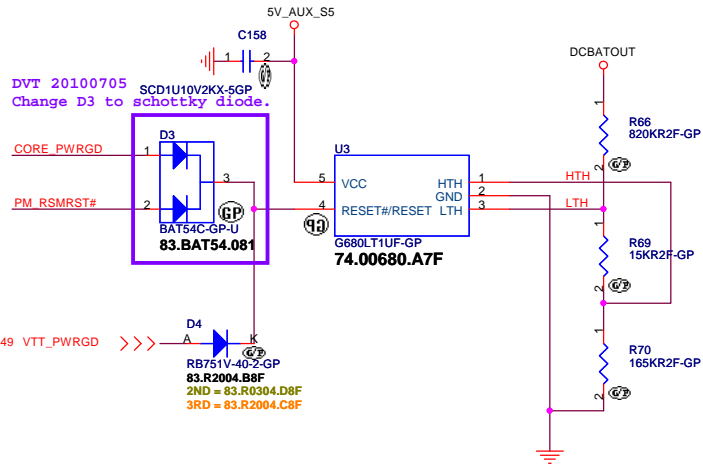 5V_AUX_S5
C158
1 2
G/P
DCBATOUT
DVT 20100705
Change D3 to schottky diode.
SCD1U10V2KX-5GP
D3
CORE_PWRGD
1
3
PM_RSMRST#
2
GP
BAT54C-GP-U
83.BAT54.081
U3
5 VCC
HTH 1
GND 2
4 RESET#/RESET
LTH 3
GP
G680LT1UF-GP
74.00680.A7F
HTH
LTH
1
R66
820KR2F-GP
2
G/P
1
R69
15KR2F-GP
2
G/P
1
R70
165KR2F-GP
2
G/P
D4
49 VTT_PWRGD
A K
G/P
RB751V-40-2-GP
83.R2004.B8F
2ND = 83.R0304.D8F
3RD = 83.R2004.C8F